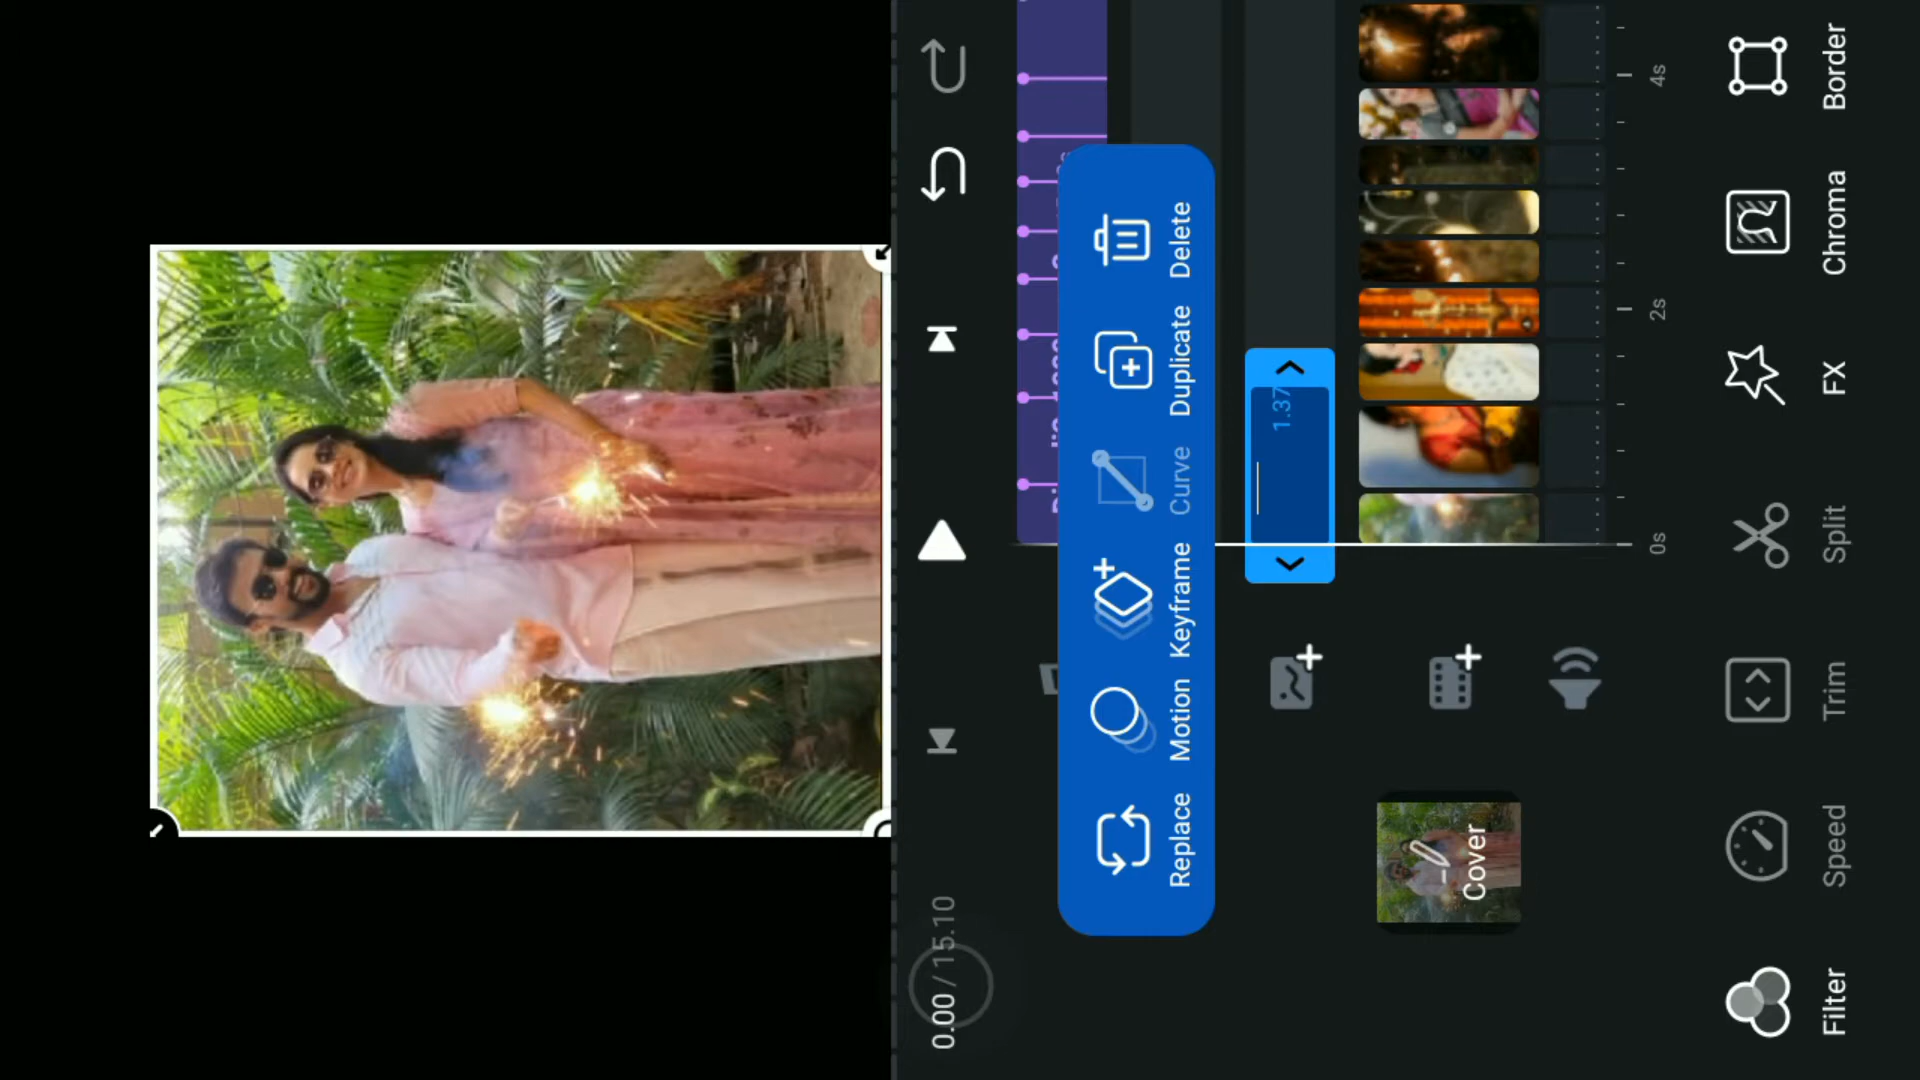 0.00 / 15.10
Replace
Motion
Keyframe
Curve
Duplicate
Delete
1.37
Cover
0s
2s
4s
Filter
Speed
Trim
Split
FX
Chroma
Border